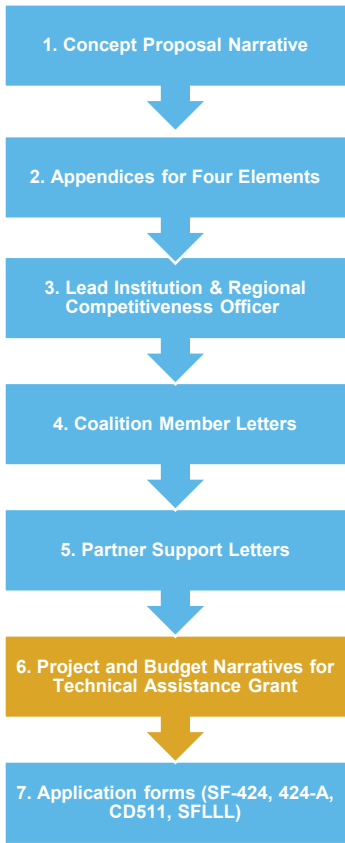 1. Concept Proposal Narrative
2. Appendices for Four Elements
3. Lead Institution & Regional
Competitiveness Officer
4. Coalition Member Letters
5. Partner Support Letters
6. Project and Budget Narratives for
Technical Assistance Grant
7. Application forms (SF-424, 424-A,
CD511, SFLLL)